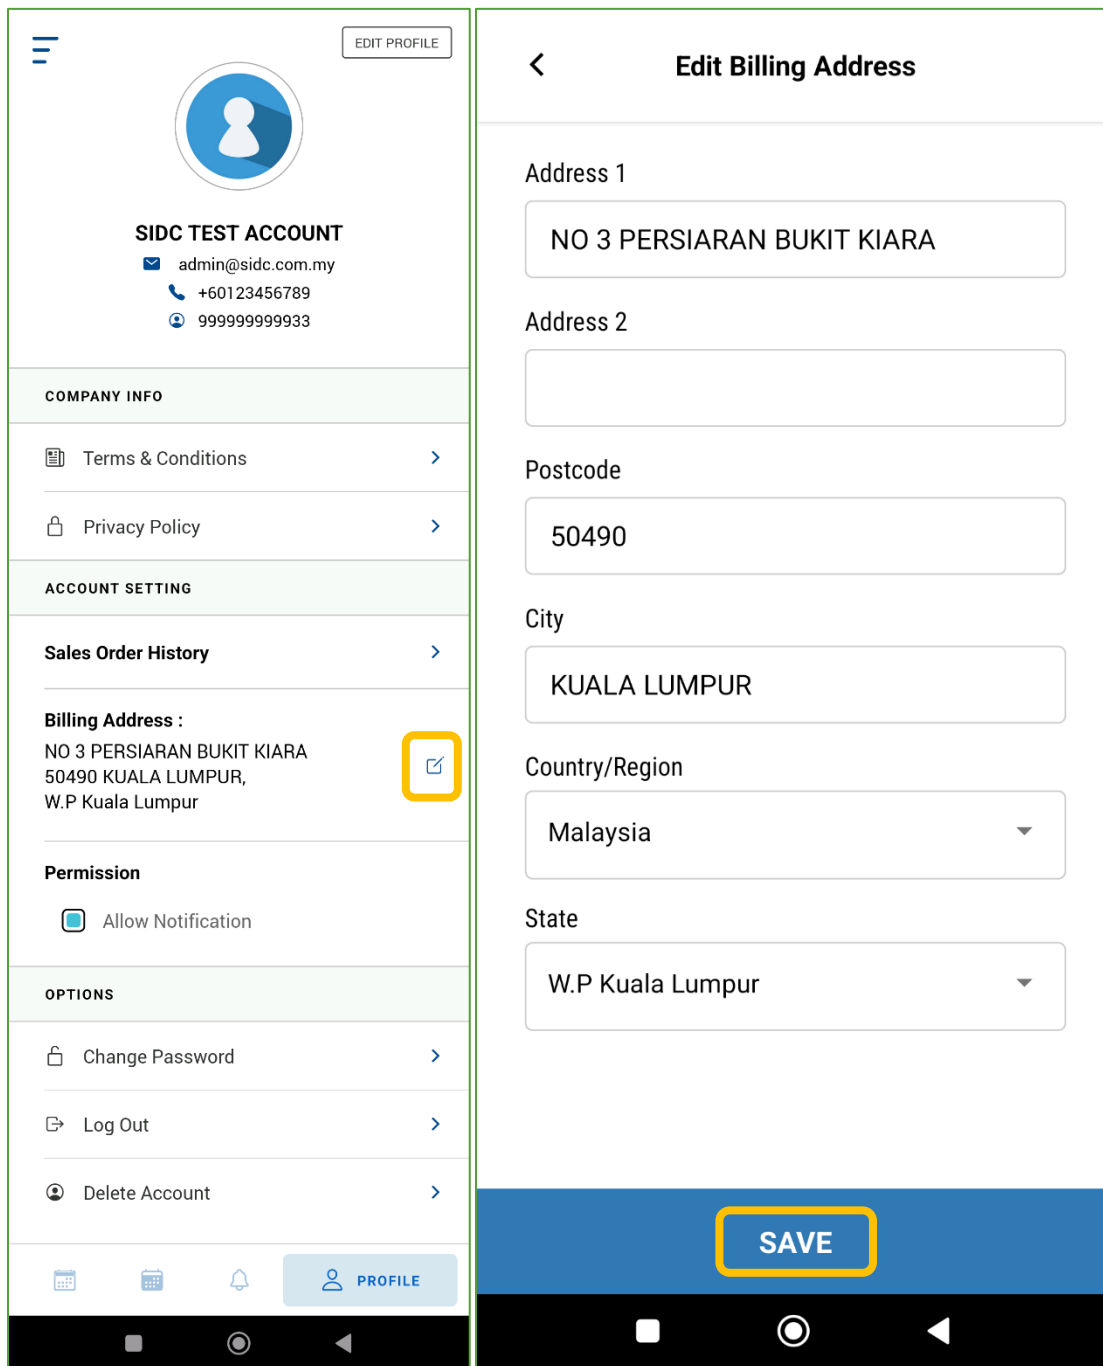 EDIT PROFILE
SIDC TEST ACCOUNT
admin@sidc.com.my
+60123456789
999999999933
COMPANY INFO
Terms & Conditions
Privacy Policy
ACCOUNT SETTING
Sales Order History
Billing Address :
NO 3 PERSIARAN BUKIT KIARA
50490 KUALA LUMPUR,
W.P Kuala Lumpur
Permission
Allow Notification
OPTIONS
Change Password
Log Out
Delete Account
PROFILE
Edit Billing Address
Address 1
NO 3 PERSIARAN BUKIT KIARA
Address 2
Postcode
50490
City
KUALA LUMPUR
Country/Region
Malaysia
State
W.P Kuala Lumpur
SAVE